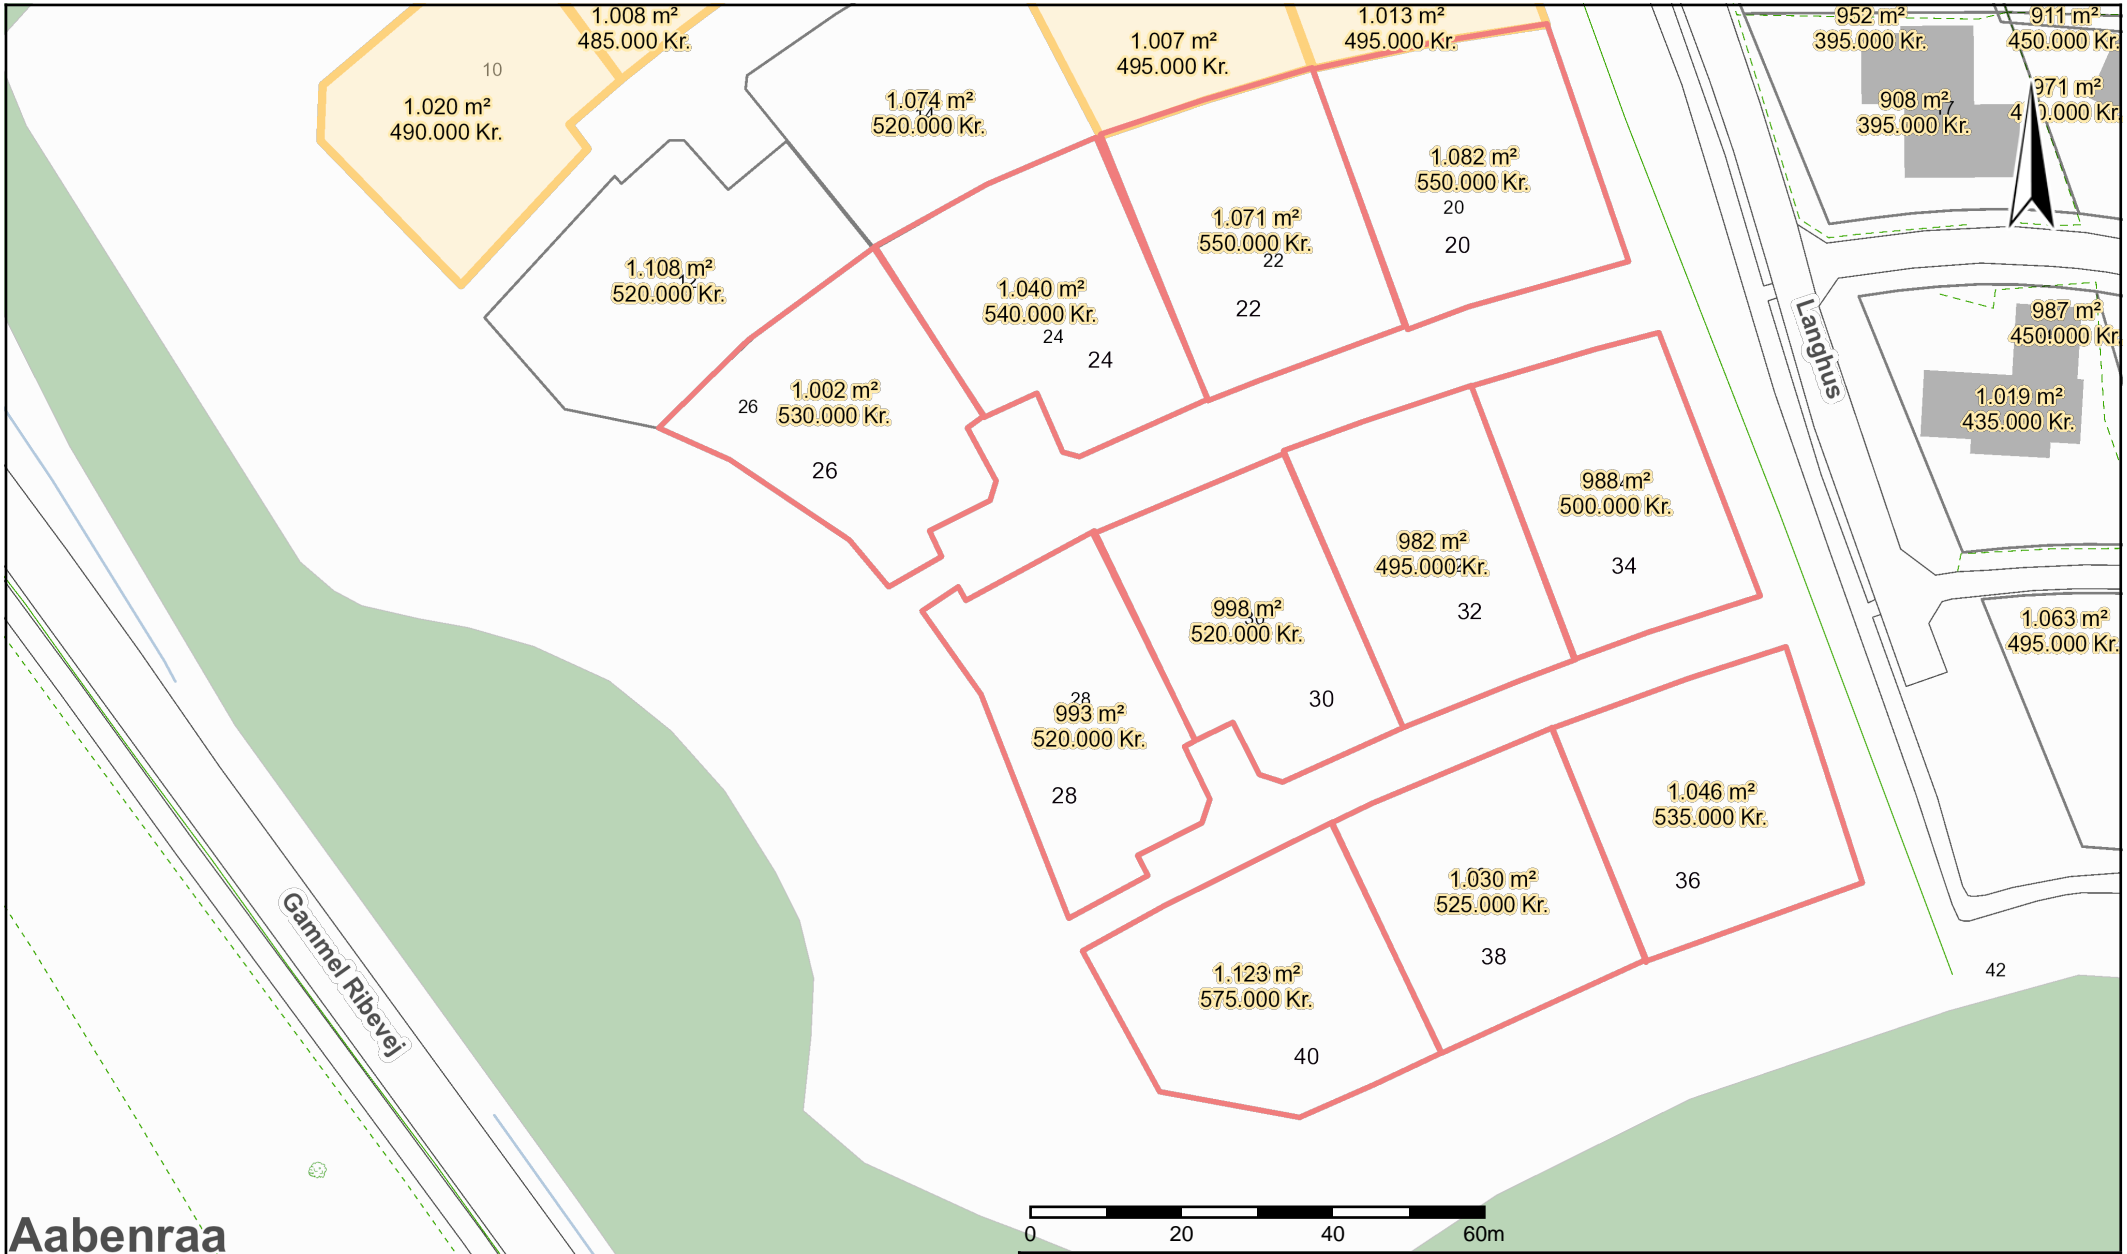 1.008 m²
485.000 Kr.
1.007 m²
495.000 Kr.
1.013 m²
495.000 Kr.
952 m²
395.000 Kr.
911 m²
450.000 Kr.
10
1.020 m²
490.000 Kr.
1.074 m²
520.000 Kr.
908 m²
395.000 Kr.
971 m²
1.082 m²
550.000 Kr.
20
20
1.071 m²
550.000 Kr.
22
22
1.108 m²
520.000 Kr.
1.040 m²
540.000 Kr.
24
24
Langhus
987 m²
450.000 Kr.
1.002 m²
530.000 Kr.
26
26
1.019 m²
435.000 Kr.
988 m²
500.000 Kr.
34
982 m²
495.000 Kr.
32
998 m²
520.000 Kr.
30
1.063 m²
495.000 Kr.
28
993 m²
520.000 Kr.
28
1.046 m²
535.000 Kr.
36
1.030 m²
525.000 Kr.
38
1.123 m²
575.000 Kr.
40
42
Gammel Ribevej
0 20 40 60m
Aabenraa